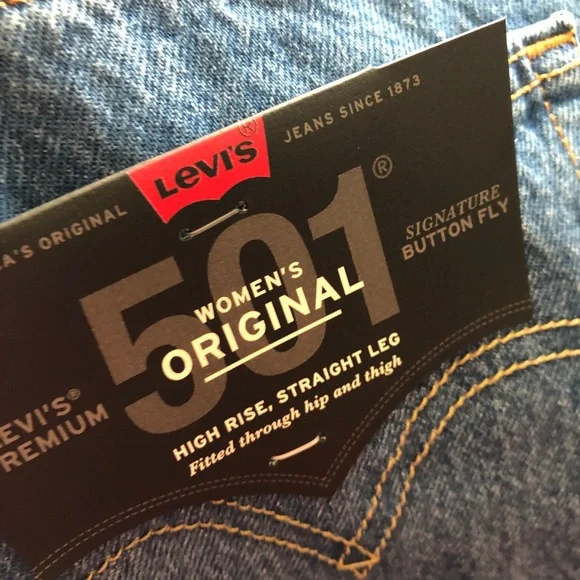 Levi's®
JEANS SINCE 1873
A'S ORIGINAL
501®
WOMEN'S
ORIGINAL
SIGNATURE
BUTTON FLY
HIGH RISE, STRAIGHT LEG
Fitted through hip and thigh
EVI'S®
REMIUM